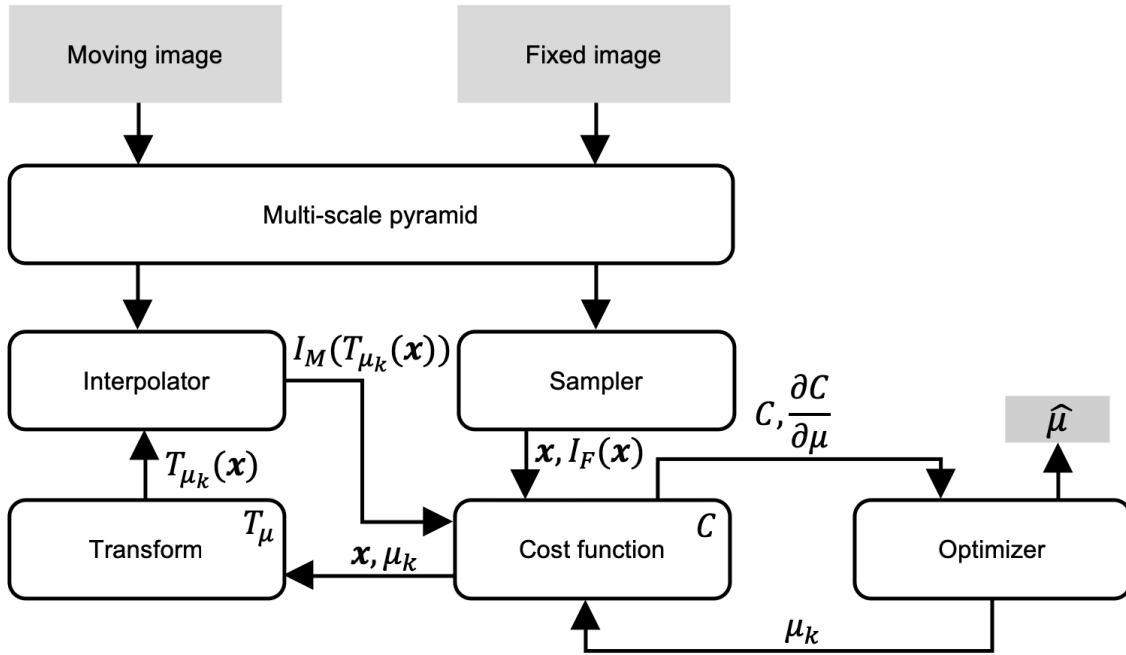 Moving image
Fixed image
Multi-scale pyramid
Interpolator
I_M(T_{μ_k}(x))
Sampler
C, ∂C/∂μ
μ̂
T_{μ_k}(x)
x, I_F(x)
Transform
T_μ
Cost function
C
Optimizer
x, μ_k
μ_k